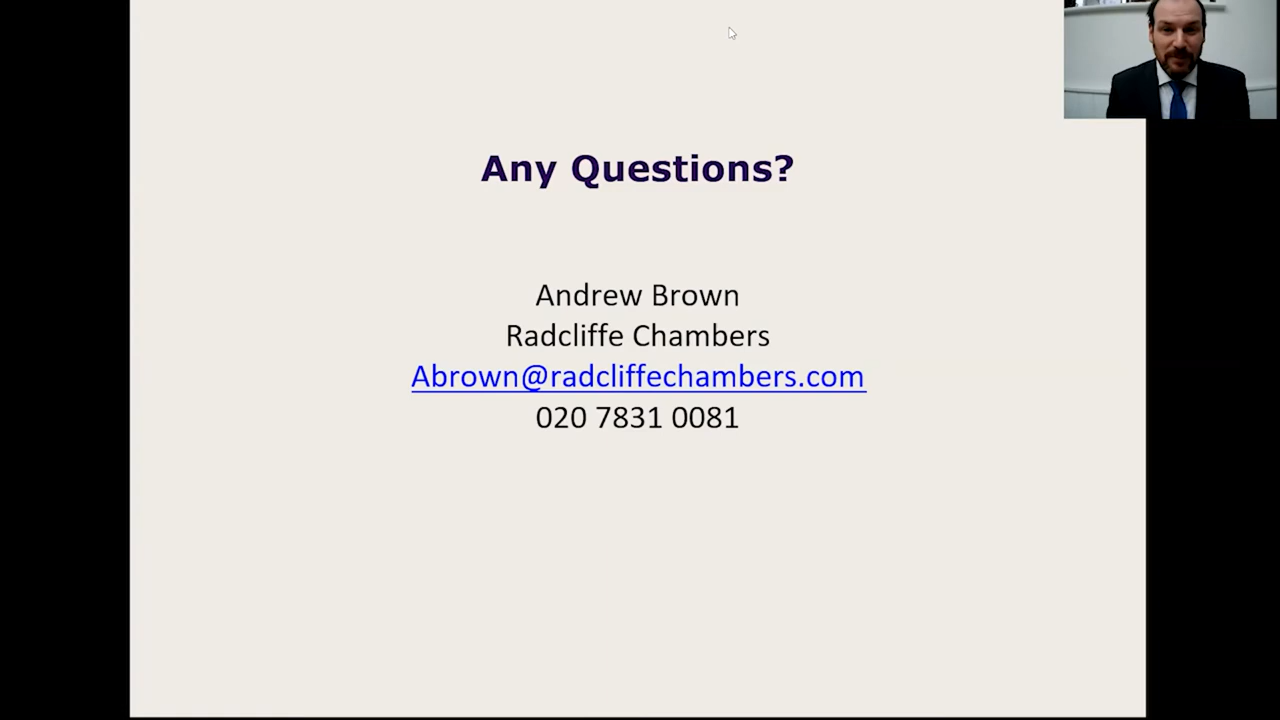 Any Questions?
Andrew Brown
Radcliffe Chambers
Abrown@radcliffechambers.com
020 7831 0081